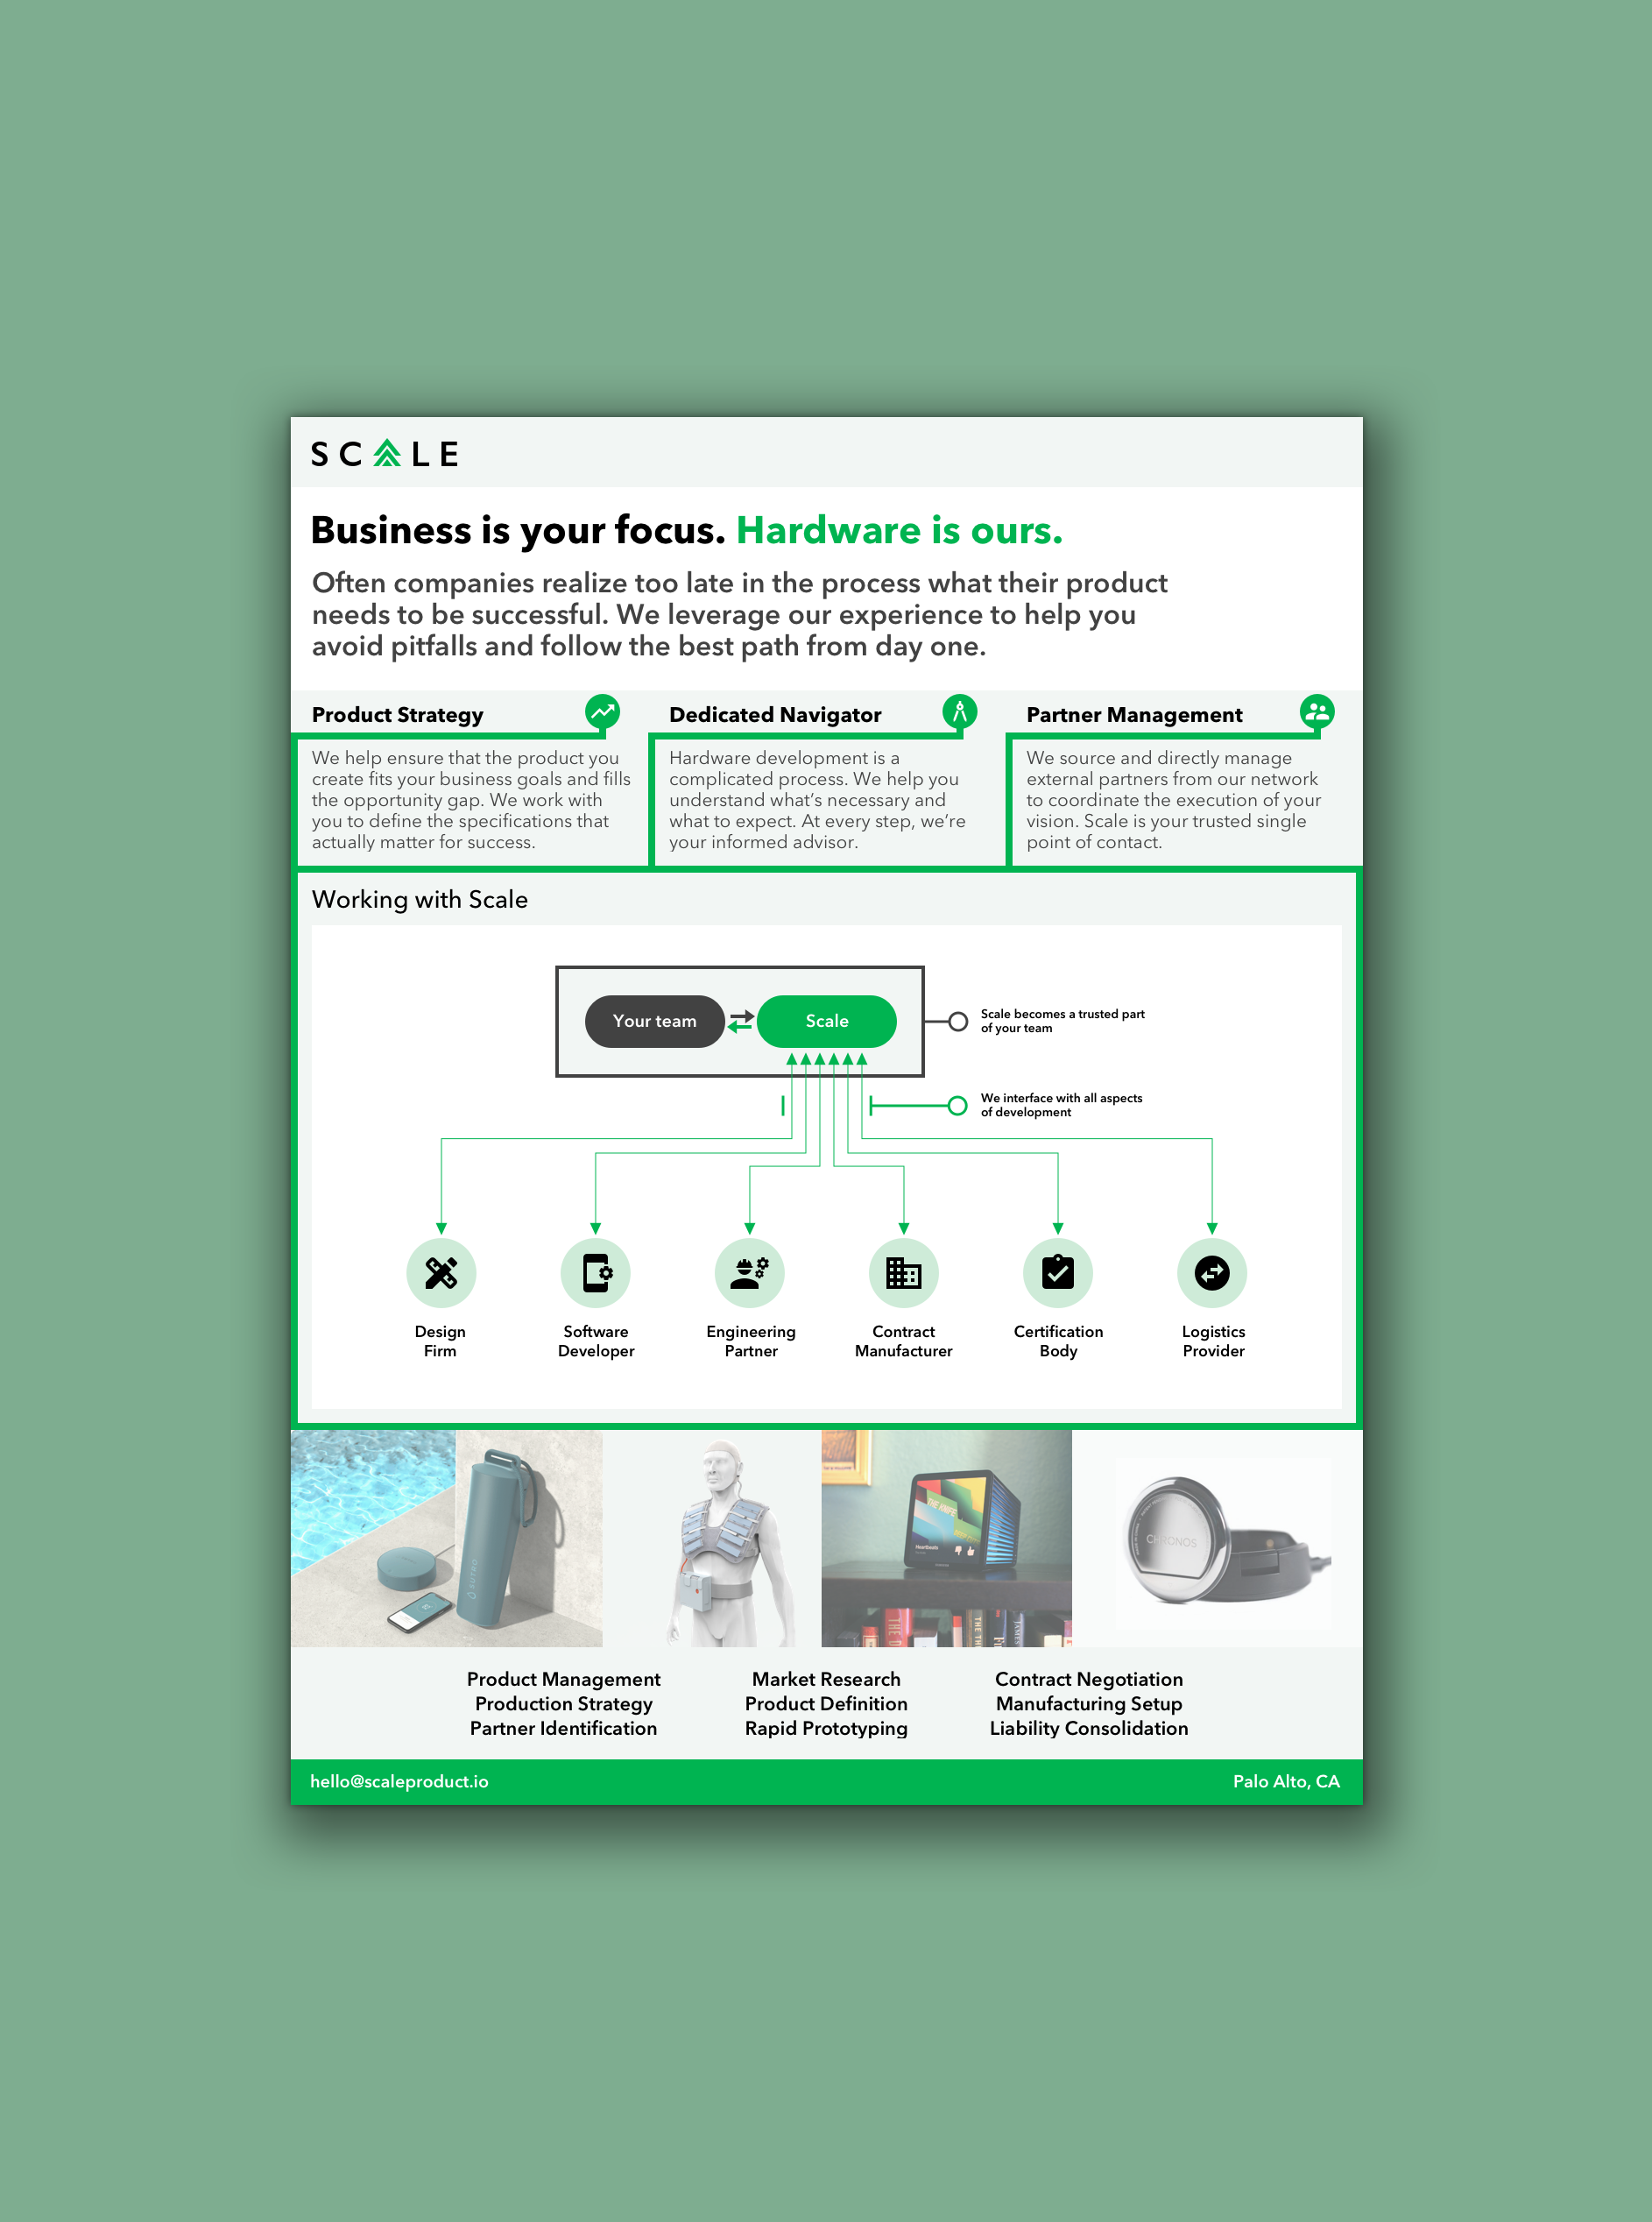 SCALE
Business is your focus. Hardware is ours.
Often companies realize too late in the process what their product
needs to be successful. We leverage our experience to help you
avoid pitfalls and follow the best path from day one.
Product Strategy
We help ensure that the product you
create fits your business goals and fills
the opportunity gap. We work with
you to define the specifications that
actually matter for success.
Dedicated Navigator
Hardware development is a
complicated process. We help you
understand what's necessary and
what to expect. At every step, we're
your informed advisor.
Partner Management
We source and directly manage
external partners from our network
to coordinate the execution of your
vision. Scale is your trusted single
point of contact.
Working with Scale
Your team
Scale
Scale becomes a trusted part
of your team
We interface with all aspects
of development
Design
Firm
Software
Developer
Engineering
Partner
Contract
Manufacturer
Certification
Body
Logistics
Provider
SUTRO
THE KNIFE
Heartbeats
CHRONOS
THE D
JAMES
Product Management
Production Strategy
Partner Identification
Market Research
Product Definition
Rapid Prototyping
Contract Negotiation
Manufacturing Setup
Liability Consolidation
hello@scaleproduct.io
Palo Alto, CA